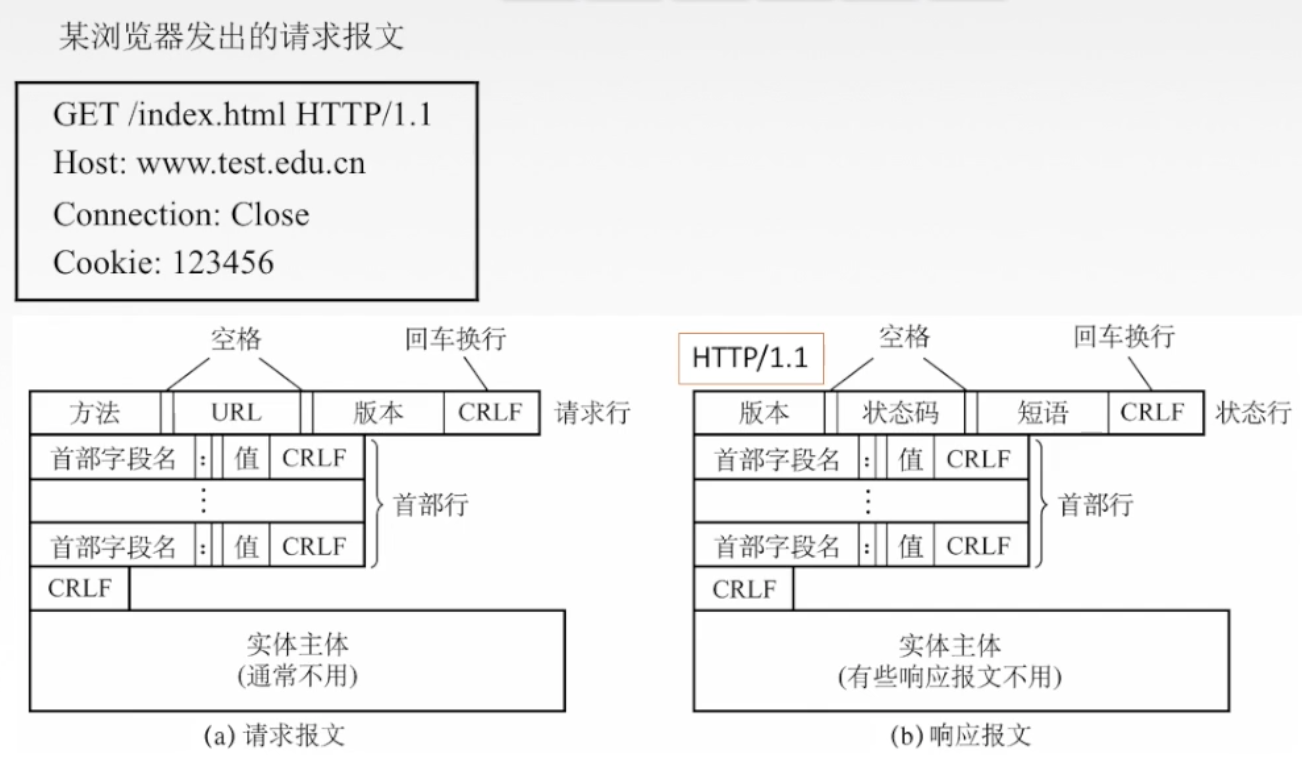 某浏览器发出的请求报文
GET /index.html HTTP/1.1
Host: www.test.edu.cn
Connection: Close
Cookie: 123456
空格 回车换行
方法 URL 版本 CRLF 请求行
首部字段名 : 值 CRLF
⋮ 首部行
首部字段名 : 值 CRLF
CRLF
实体主体
(通常不用)
(a) 请求报文
HTTP/1.1 空格 回车换行
版本 状态码 短语 CRLF 状态行
首部字段名 : 值 CRLF
⋮ 首部行
首部字段名 : 值 CRLF
CRLF
实体主体
(有些响应报文不用)
(b) 响应报文